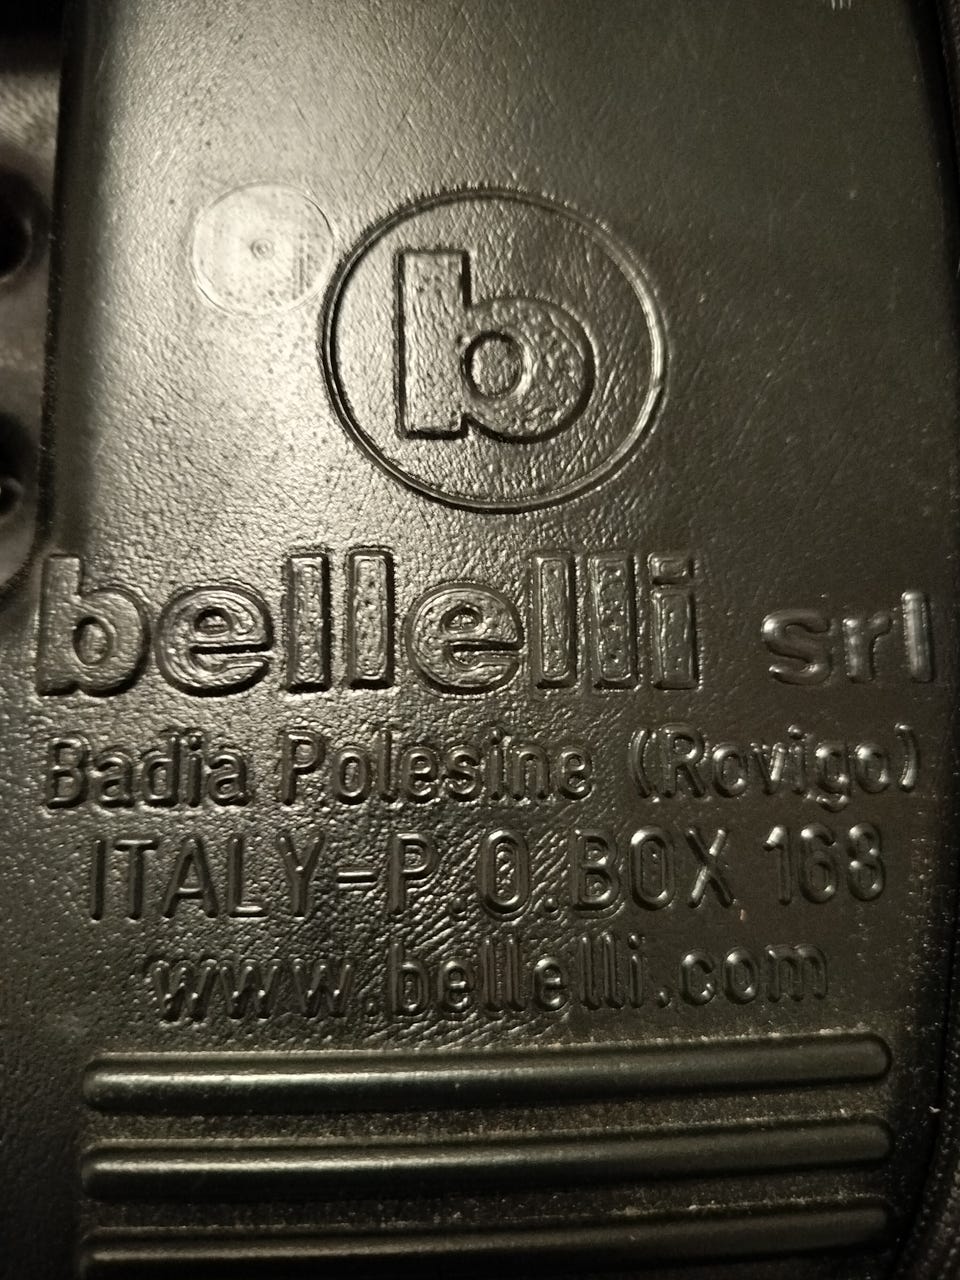 b
bellelli srl
Badia Polesine (Rovigo)
ITALY-P.O.BOX 168
www.bellelli.com